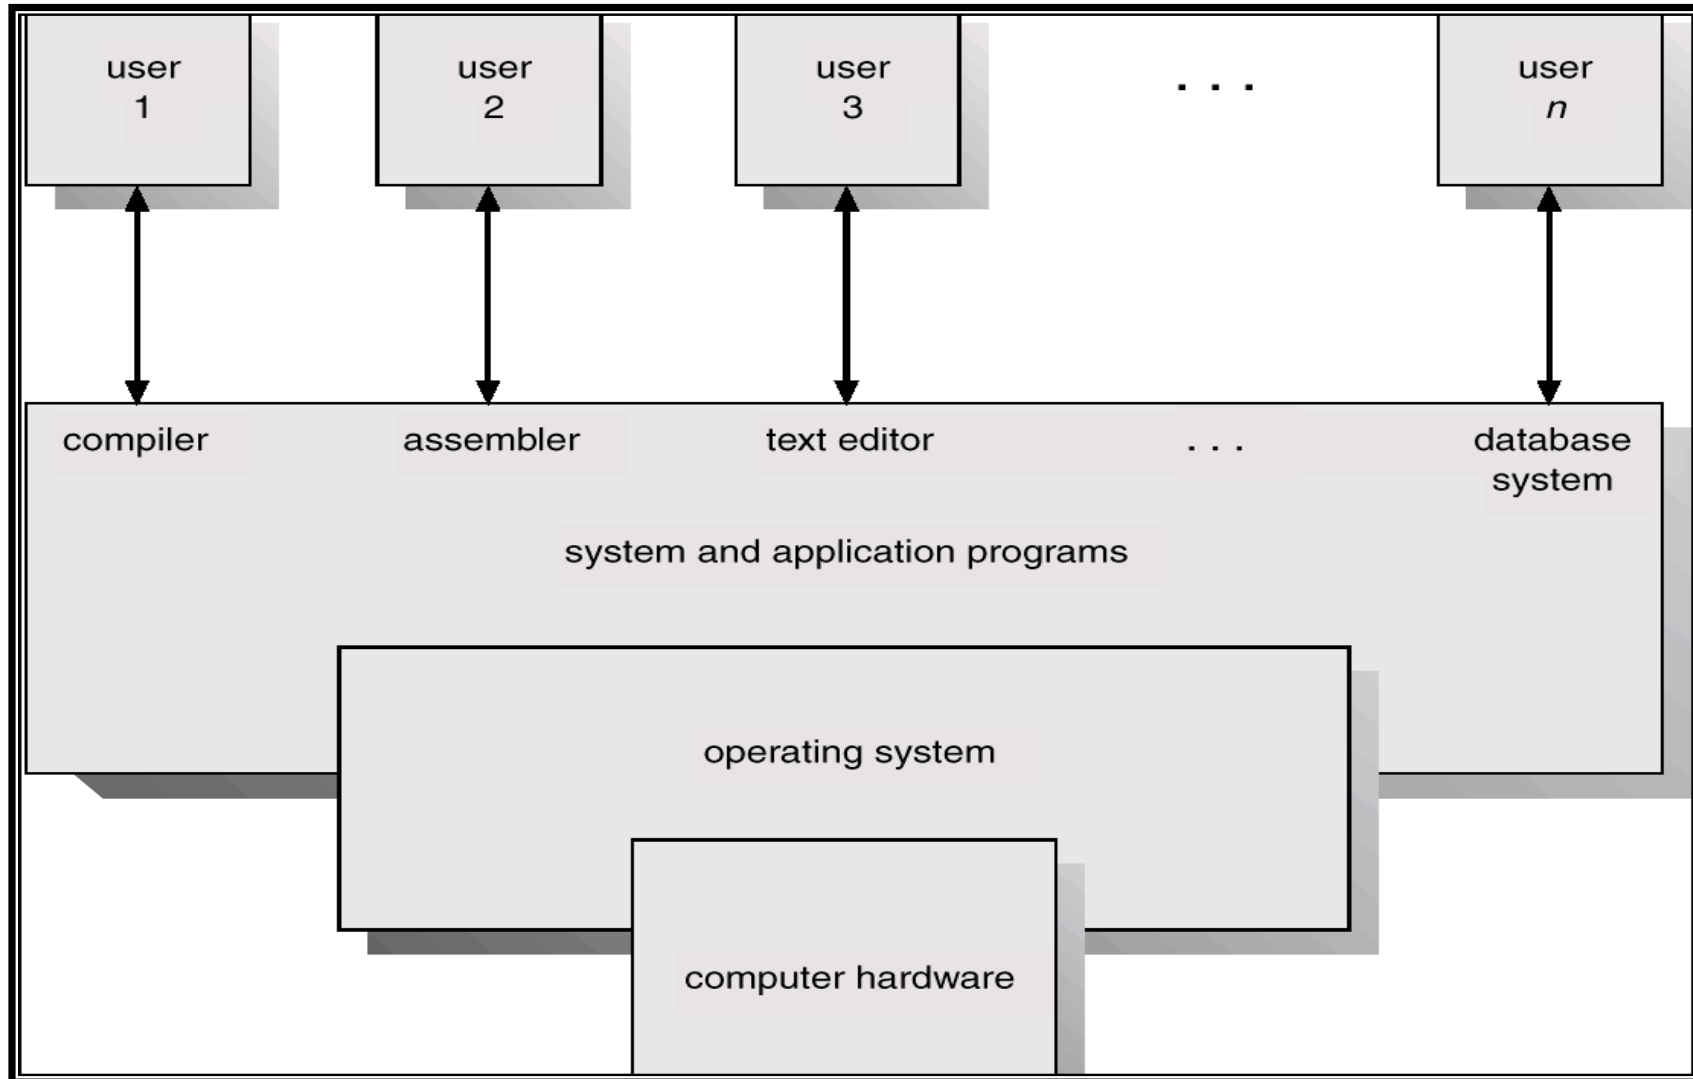 user
1
user
2
user
3
. . .
user
n
compiler
assembler
text editor
. . .
database
system
system and application programs
operating system
computer hardware